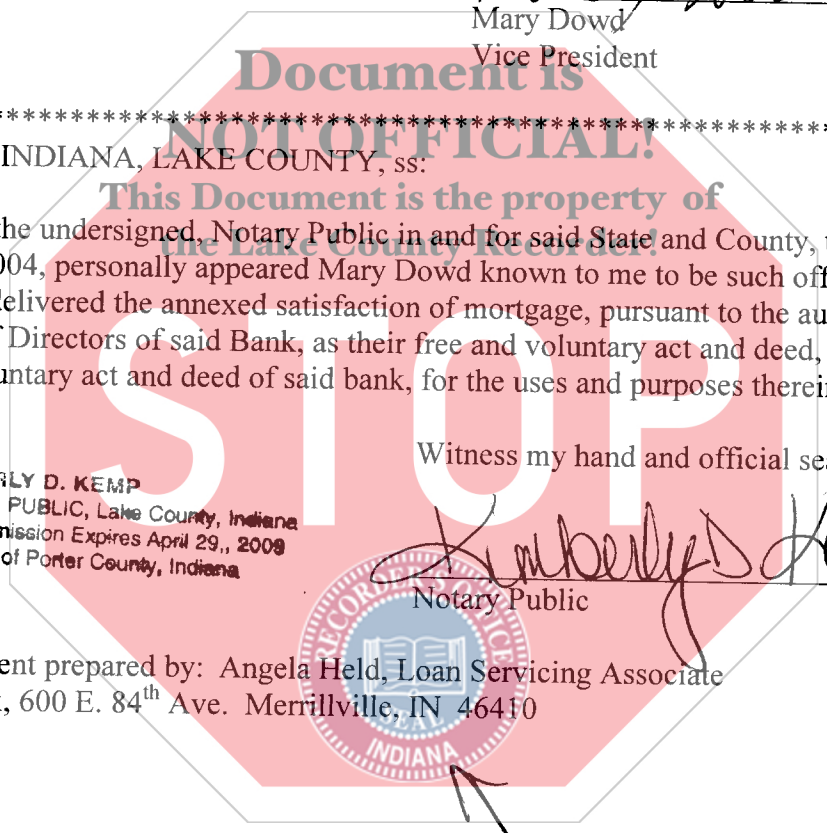 Mary Dowd
Vice President
Document is
*****************************************************************
NOT OFFICIAL!
INDIANA, LAKE COUNTY, ss:
This Document is the property of
the Lake County Recorder!
the undersigned, Notary Public in and for said State and County,
004, personally appeared Mary Dowd known to me to be such off
delivered the annexed satisfaction of mortgage, pursuant to the au
f Directors of said Bank, as their free and voluntary act and deed,
untary act and deed of said bank, for the uses and purposes therei
STOP
Witness my hand and official sea
RLY D. KEMP
PUBLIC, Lake County, Indiana
mission Expires April 29,, 2009
of Porter County, Indiana
Kimberly D K
Notary Public
RECORDER'S OFFICE
SEAL
INDIANA
ent prepared by: Angela Held, Loan Servicing Associate
, 600 E. 84th Ave. Merrillville, IN 46410